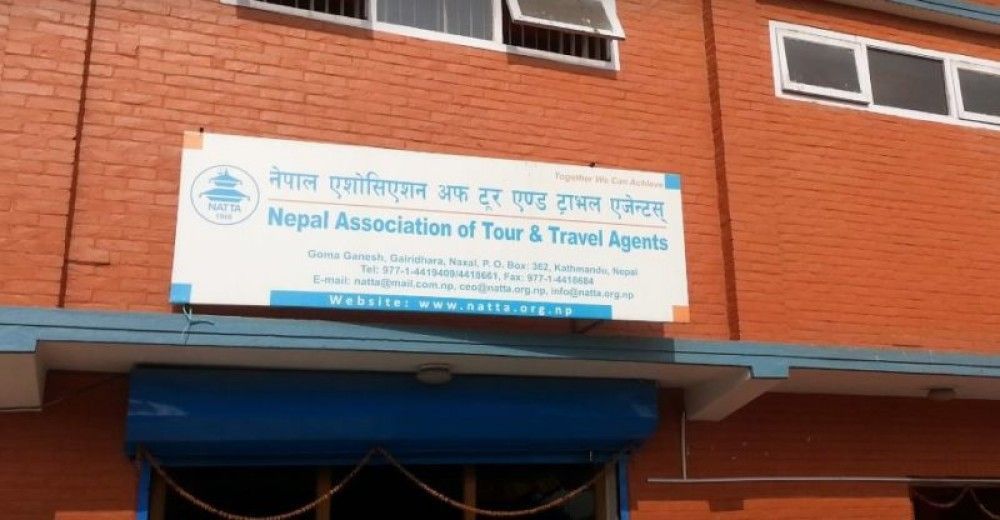 Together We Can Achieve
नेपाल एशोसिएशन अफ टूर एण्ड ट्राभल एजेन्टस्
NATTA
1966
Nepal Association of Tour & Travel Agents
Goma Ganesh, Gairidhara, Naxal, P. O. Box: 362, Kathmandu, Nepal
Tel: 977-1-4419409/4418661, Fax: 977-1-4418684
E-mail: natta@mail.com.np, ceo@natta.org.np, info@natta.org.np
Website: www.natta.org.np